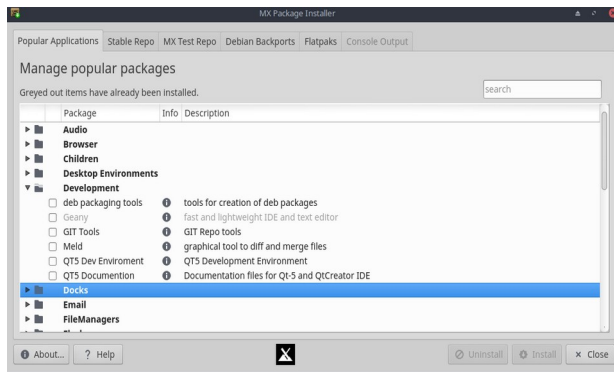 MX Package Installer
Popular Applications Stable Repo MX Test Repo Debian Backports Flatpaks Console Output
Manage popular packages
Greyed out items have already been installed.
search
Package Info Description
Audio
Browser
Children
Desktop Environments
Development
deb packaging tools tools for creation of deb packages
Geany fast and lightweight IDE and text editor
GIT Tools GIT Repo tools
Meld graphical tool to diff and merge files
QT5 Dev Enviroment QT5 Development Environment
QT5 Documention Documentation files for Qt-5 and QtCreator IDE
Docks
Email
FileManagers
About... ? Help Uninstall Install × Close